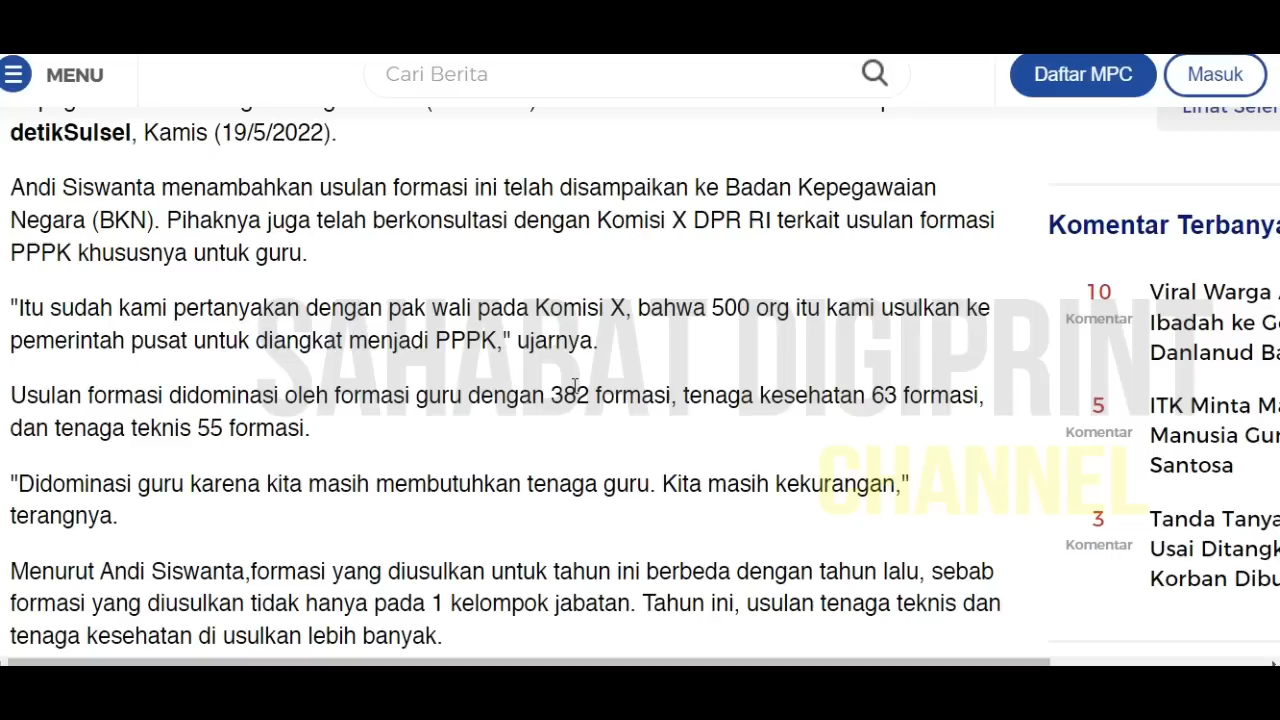 MENU
Cari Berita
Daftar MPC
Masuk
detikSulsel, Kamis (19/5/2022).
Andi Siswanta menambahkan usulan formasi ini telah disampaikan ke Badan Kepegawaian
Negara (BKN). Pihaknya juga telah berkonsultasi dengan Komisi X DPR RI terkait usulan formasi
PPPK khususnya untuk guru.
"Itu sudah kami pertanyakan dengan pak wali pada Komisi X, bahwa 500 org itu kami usulkan ke
pemerintah pusat untuk diangkat menjadi PPPK," ujarnya.
Usulan formasi didominasi oleh formasi guru dengan 382 formasi, tenaga kesehatan 63 formasi,
dan tenaga teknis 55 formasi.
"Didominasi guru karena kita masih membutuhkan tenaga guru. Kita masih kekurangan,"
terangnya.
Menurut Andi Siswanta,formasi yang diusulkan untuk tahun ini berbeda dengan tahun lalu, sebab
formasi yang diusulkan tidak hanya pada 1 kelompok jabatan. Tahun ini, usulan tenaga teknis dan
tenaga kesehatan di usulkan lebih banyak.
SAHABAT DIGIPRINT
CHANNEL
Lihat
Komentar
10
Komentar
Viral Warga
Ibadah ke
Danlanud
5
Komentar
ITK Minta
Manusia
Santosa
3
Komentar
Tanda
Usai
Korban